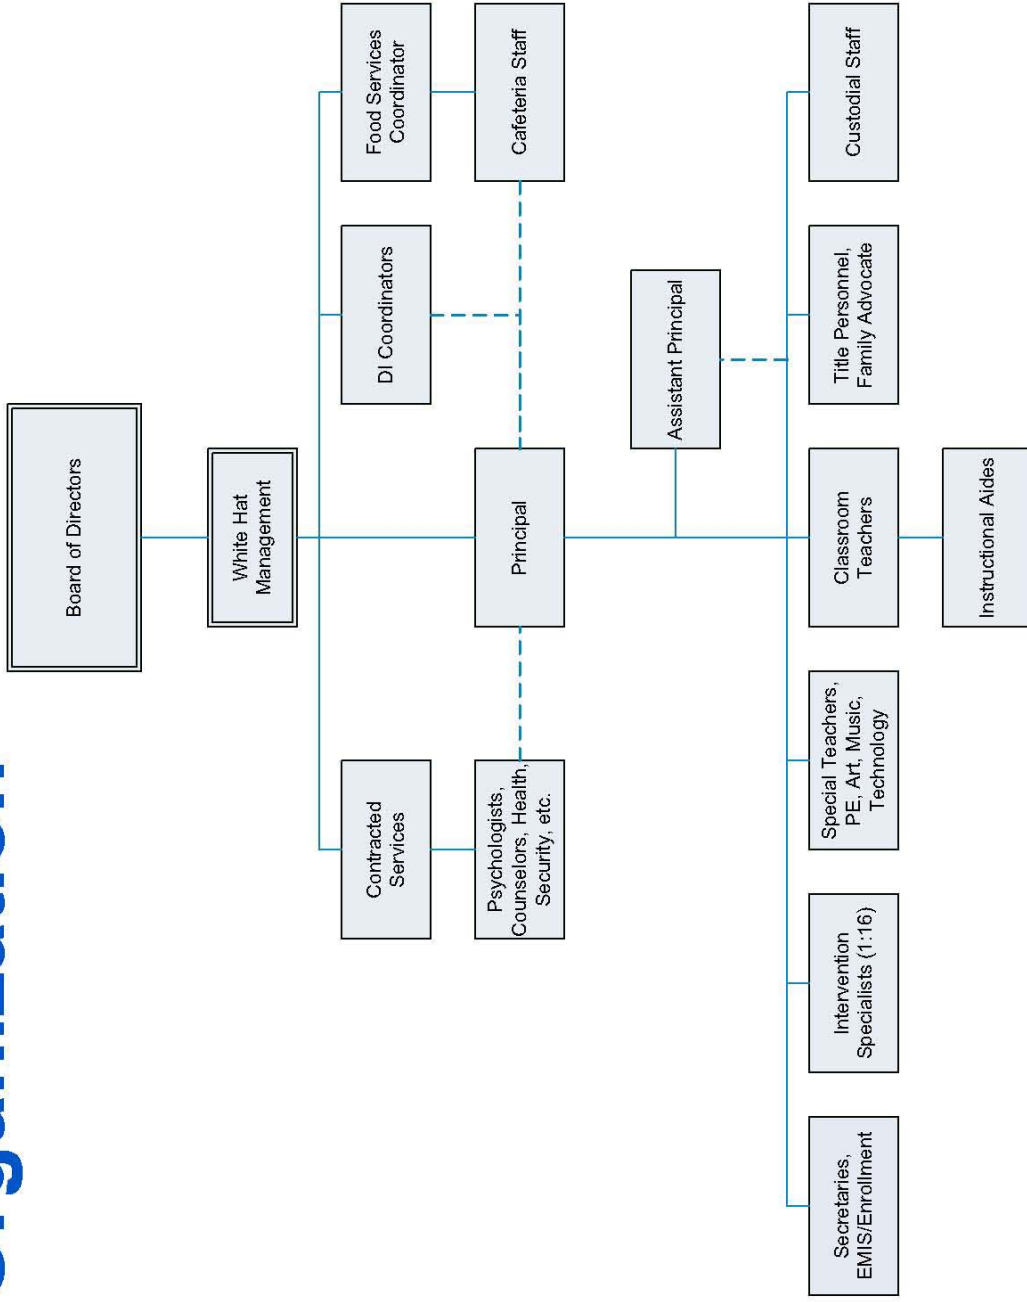 Organization
Board of Directors
White Hat
Management
Contracted
Services
DI Coordinators
Food Services
Coordinator
Psychologists,
Counselors, Health,
Security, etc.
Principal
Cafeteria Staff
Assistant Principal
Secretaries,
EMIS/Enrollment
Intervention
Specialists (1:16)
Special Teachers,
PE, Art, Music,
Technology
Classroom
Teachers
Title Personnel,
Family Advocate
Custodial Staff
Instructional Aides